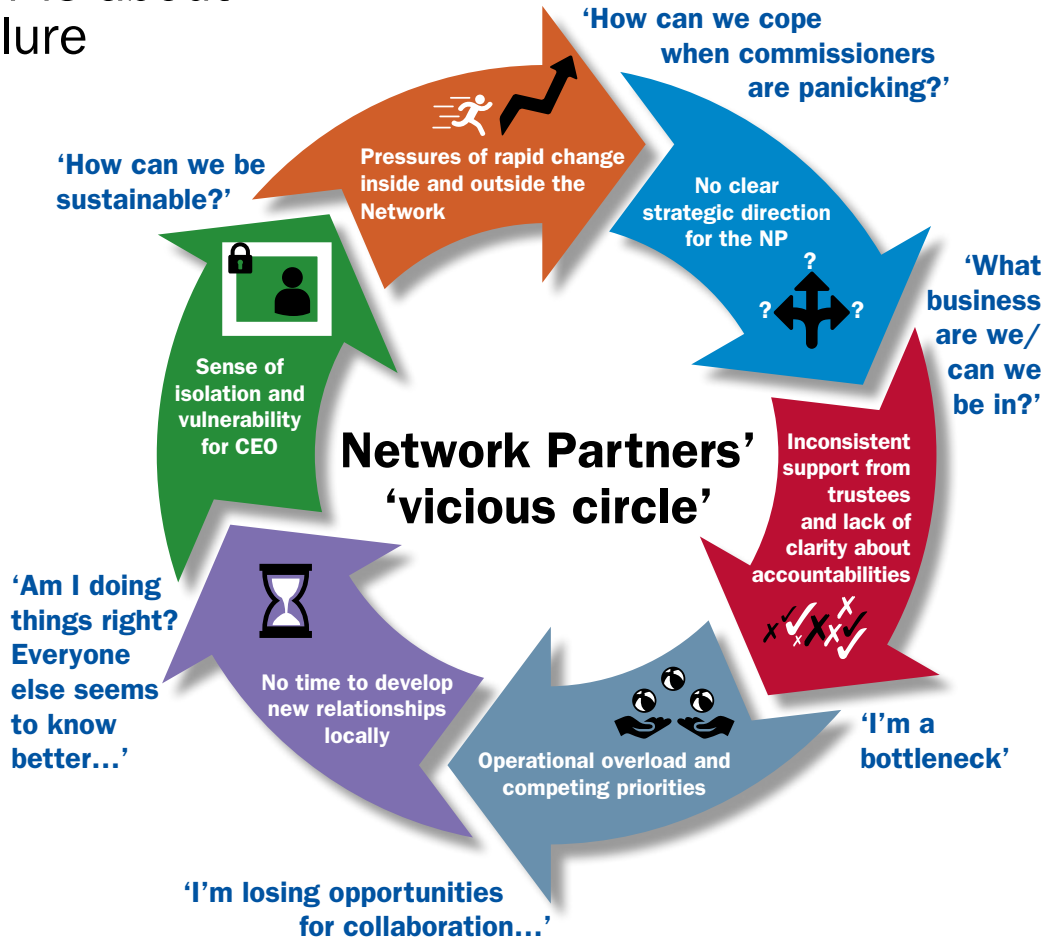 lure
'How can we cope
when commissioners
are panicking?'
Pressures of rapid change
inside and outside the
Network
No clear
strategic direction
for the NP
?
? ?
'What
business
are we/
can we
be in?'
Inconsistent
support from
trustees
and lack of
clarity about
accountabilities
'I'm a
bottleneck'
Operational overload and
competing priorities
'I'm losing opportunities
for collaboration...'
No time to develop
new relationships
locally
'Am I doing
things right?
Everyone
else seems
to know
better...'
Sense of
isolation and
vulnerability
for CEO
'How can we be
sustainable?'
Network Partners'
'vicious circle'